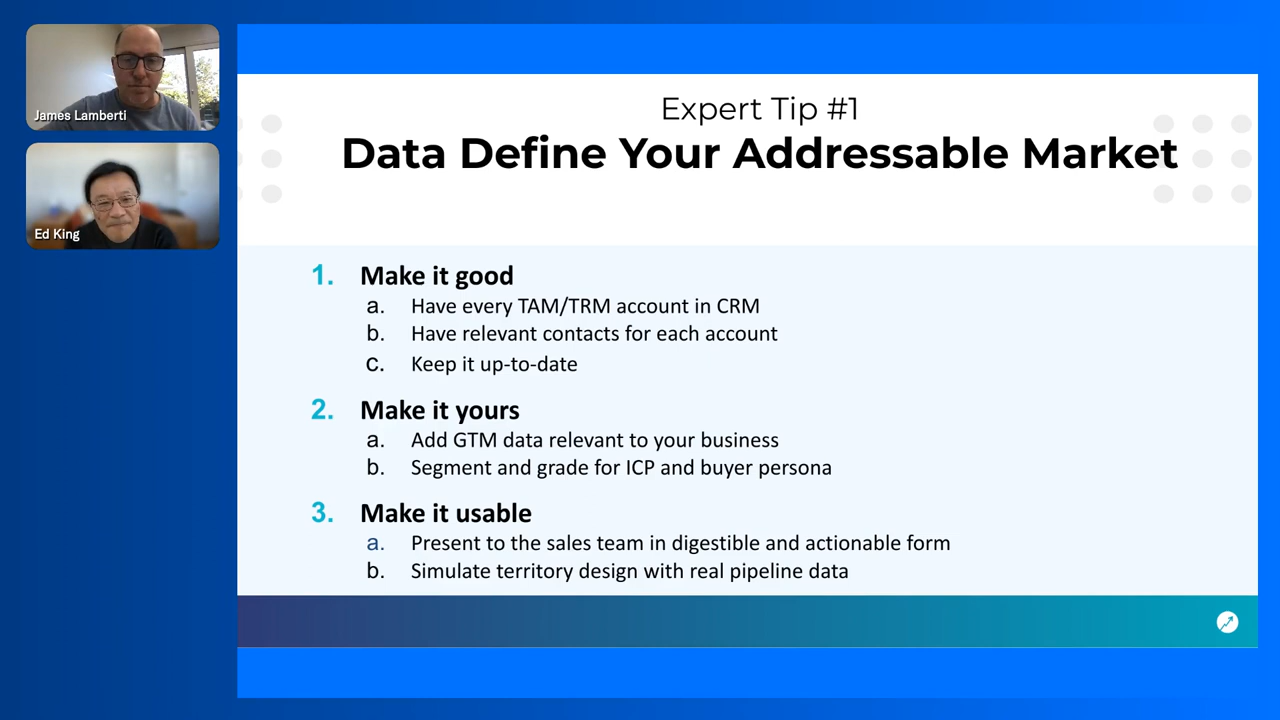 James Lamberti
Ed King
Expert Tip #1
Data Define Your Addressable Market
1. Make it good
a. Have every TAM/TRM account in CRM
b. Have relevant contacts for each account
c. Keep it up-to-date
2. Make it yours
a. Add GTM data relevant to your business
b. Segment and grade for ICP and buyer persona
3. Make it usable
a. Present to the sales team in digestible and actionable form
b. Simulate territory design with real pipeline data